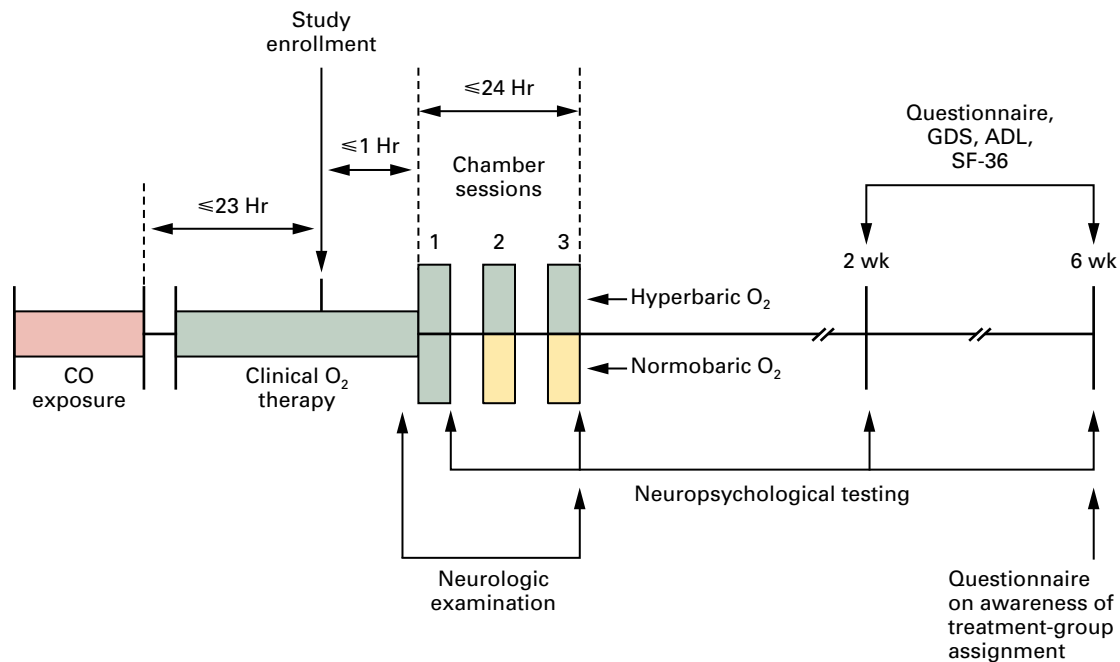 Study
enrollment
⩽24 Hr
⩽1 Hr
Chamber
sessions
Questionnaire,
GDS, ADL,
SF-36
⩽23 Hr
1
2
3
2 wk
6 wk
Hyperbaric O₂
Normobaric O₂
CO
exposure
Clinical O₂
therapy
Neuropsychological testing
Neurologic
examination
Questionnaire
on awareness of
treatment-group
assignment